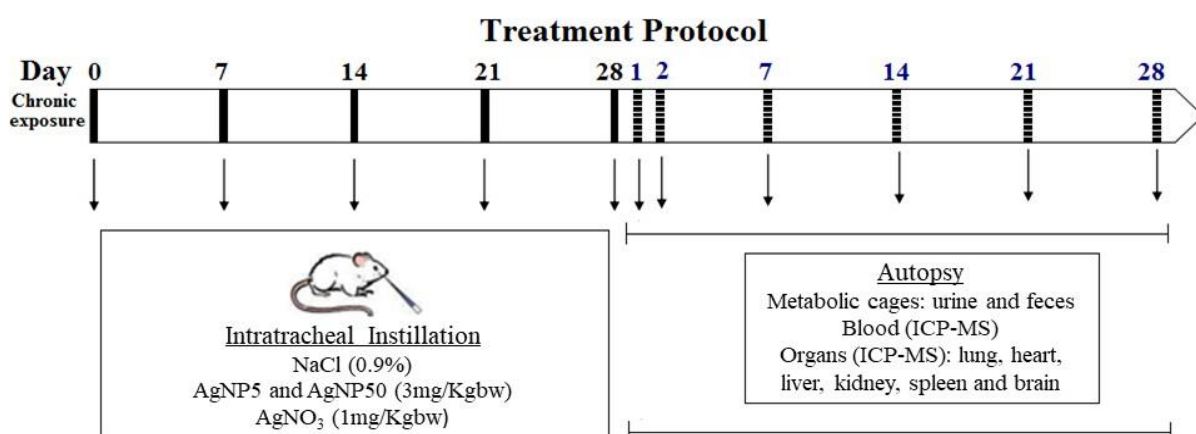 Treatment Protocol
Day 0 7 14 21 28 1 2 7 14 21 28
Chronic
exposure
Intratracheal Instillation
NaCl (0.9%)
AgNP5 and AgNP50 (3mg/Kgbw)
AgNO₃ (1mg/Kgbw)
Autopsy
Metabolic cages: urine and feces
Blood (ICP-MS)
Organs (ICP-MS): lung, heart,
liver, kidney, spleen and brain